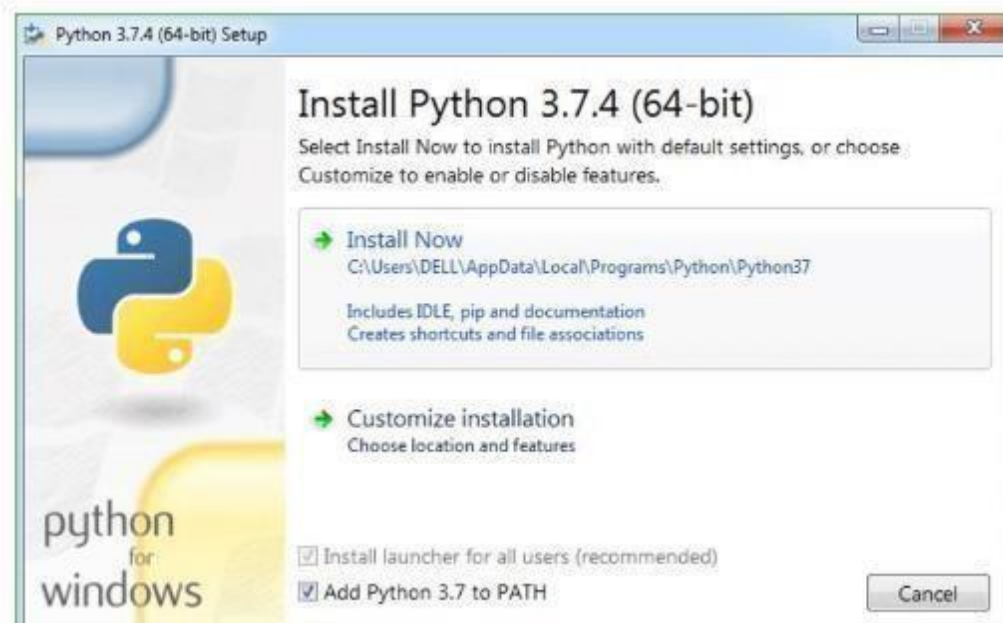 Python 3.7.4 (64-bit) Setup
Install Python 3.7.4 (64-bit)
Select Install Now to install Python with default settings, or choose
Customize to enable or disable features.
Install Now
C:\Users\DELL\AppData\Local\Programs\Python\Python37
Includes IDLE, pip and documentation
Creates shortcuts and file associations
Customize installation
Choose location and features
python
for
windows
Install launcher for all users (recommended)
Add Python 3.7 to PATH
Cancel